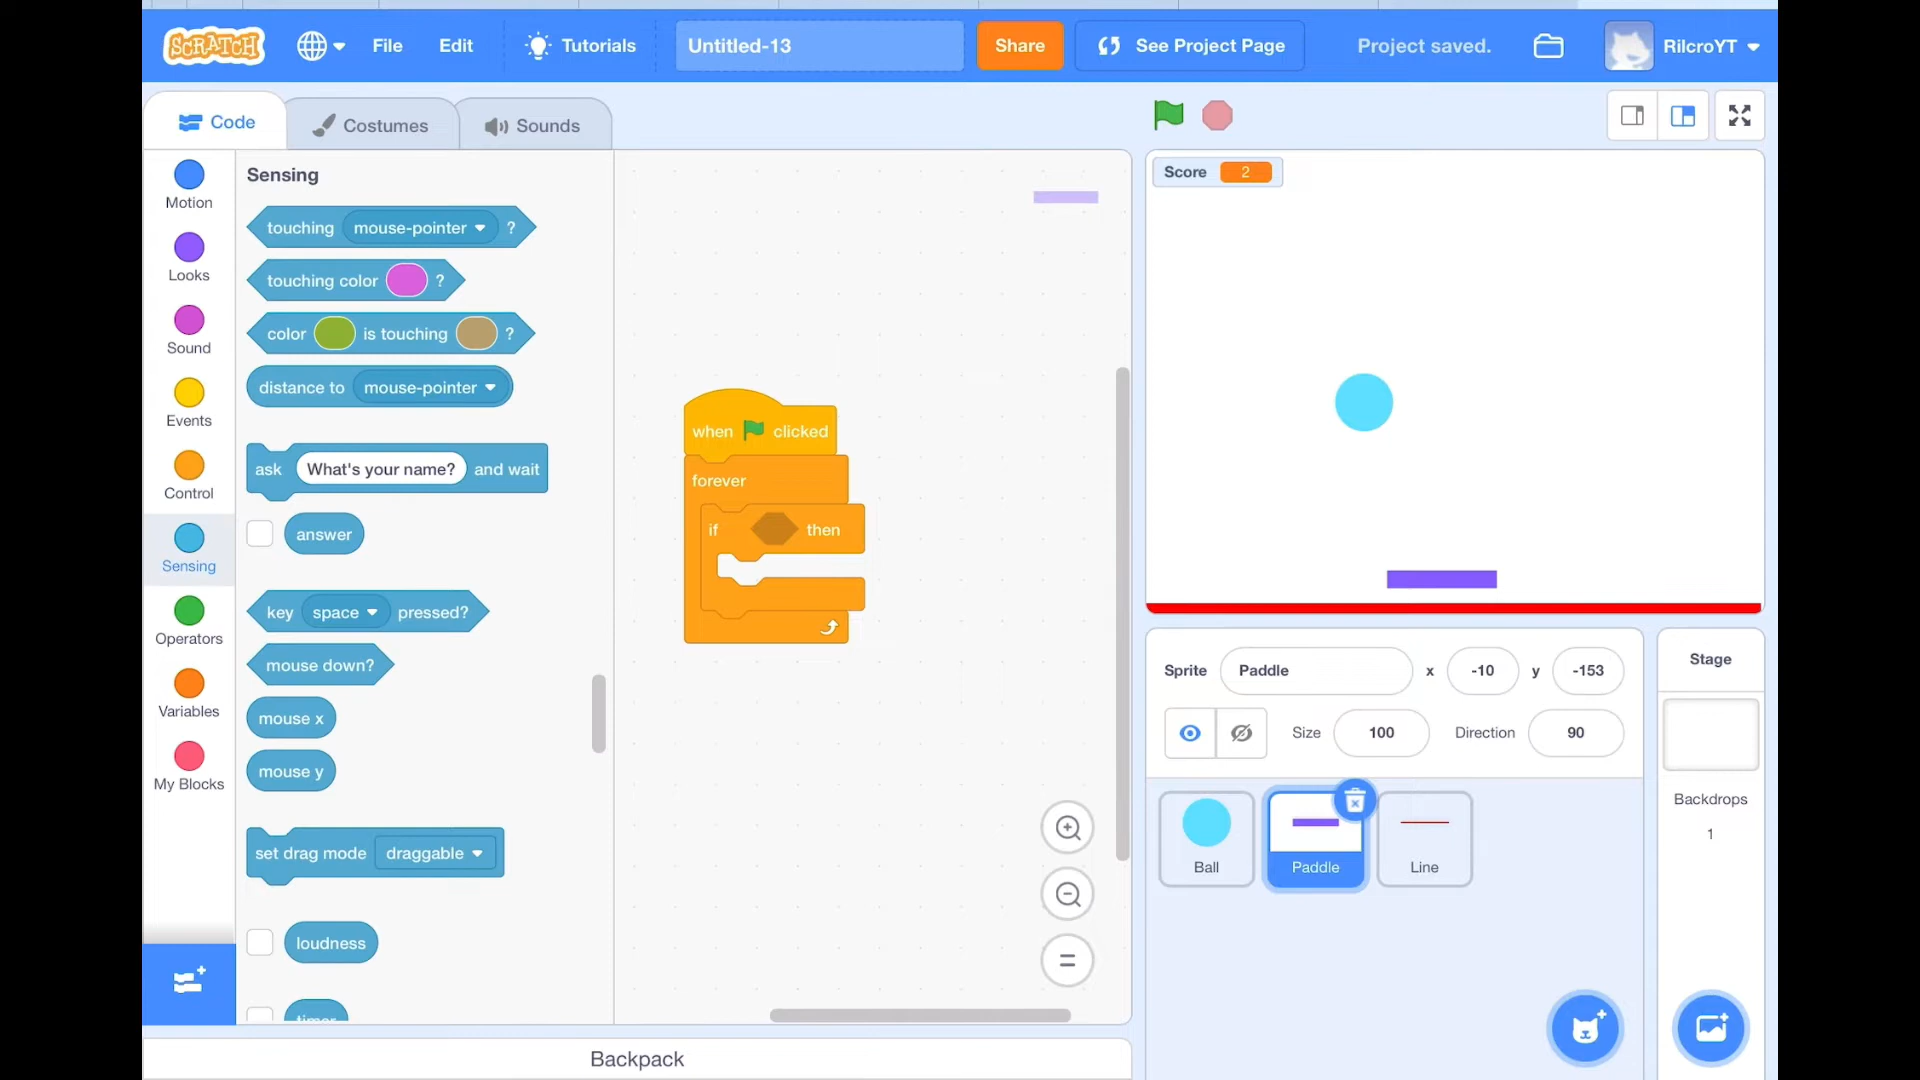 SCRATCH
File
Edit
Tutorials
Untitled-13
Share
See Project Page
Project saved.
RilcroYT
Code
Costumes
Sounds
Motion
Looks
Sound
Events
Control
Sensing
Operators
Variables
My Blocks
Sensing
touching mouse-pointer ?
touching color ?
color is touching ?
distance to mouse-pointer
ask What's your name? and wait
answer
key space pressed?
mouse down?
mouse x
mouse y
set drag mode draggable
loudness
timer
when clicked
forever
if then
Backpack
Score 2
Sprite Paddle x -10 y -153
Size 100 Direction 90
Ball
Paddle
Line
Stage
Backdrops
1